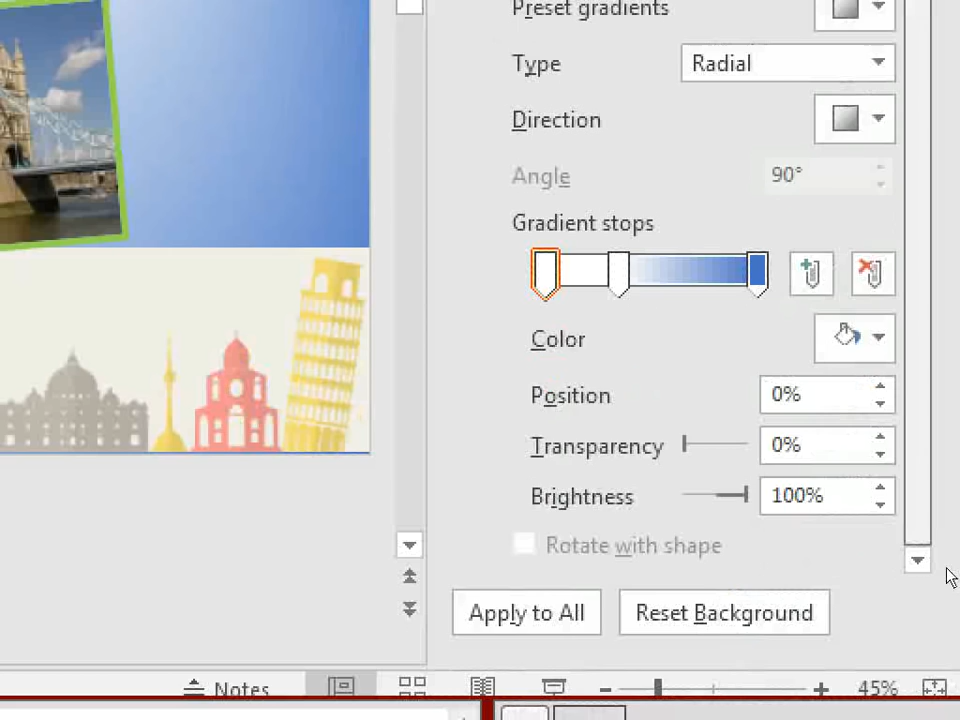 Preset gradients
Type Radial
Direction
Angle 90°
Gradient stops
Color
Position 0%
Transparency 0%
Brightness 100%
Rotate with shape
Apply to All Reset Background
Notes 45%